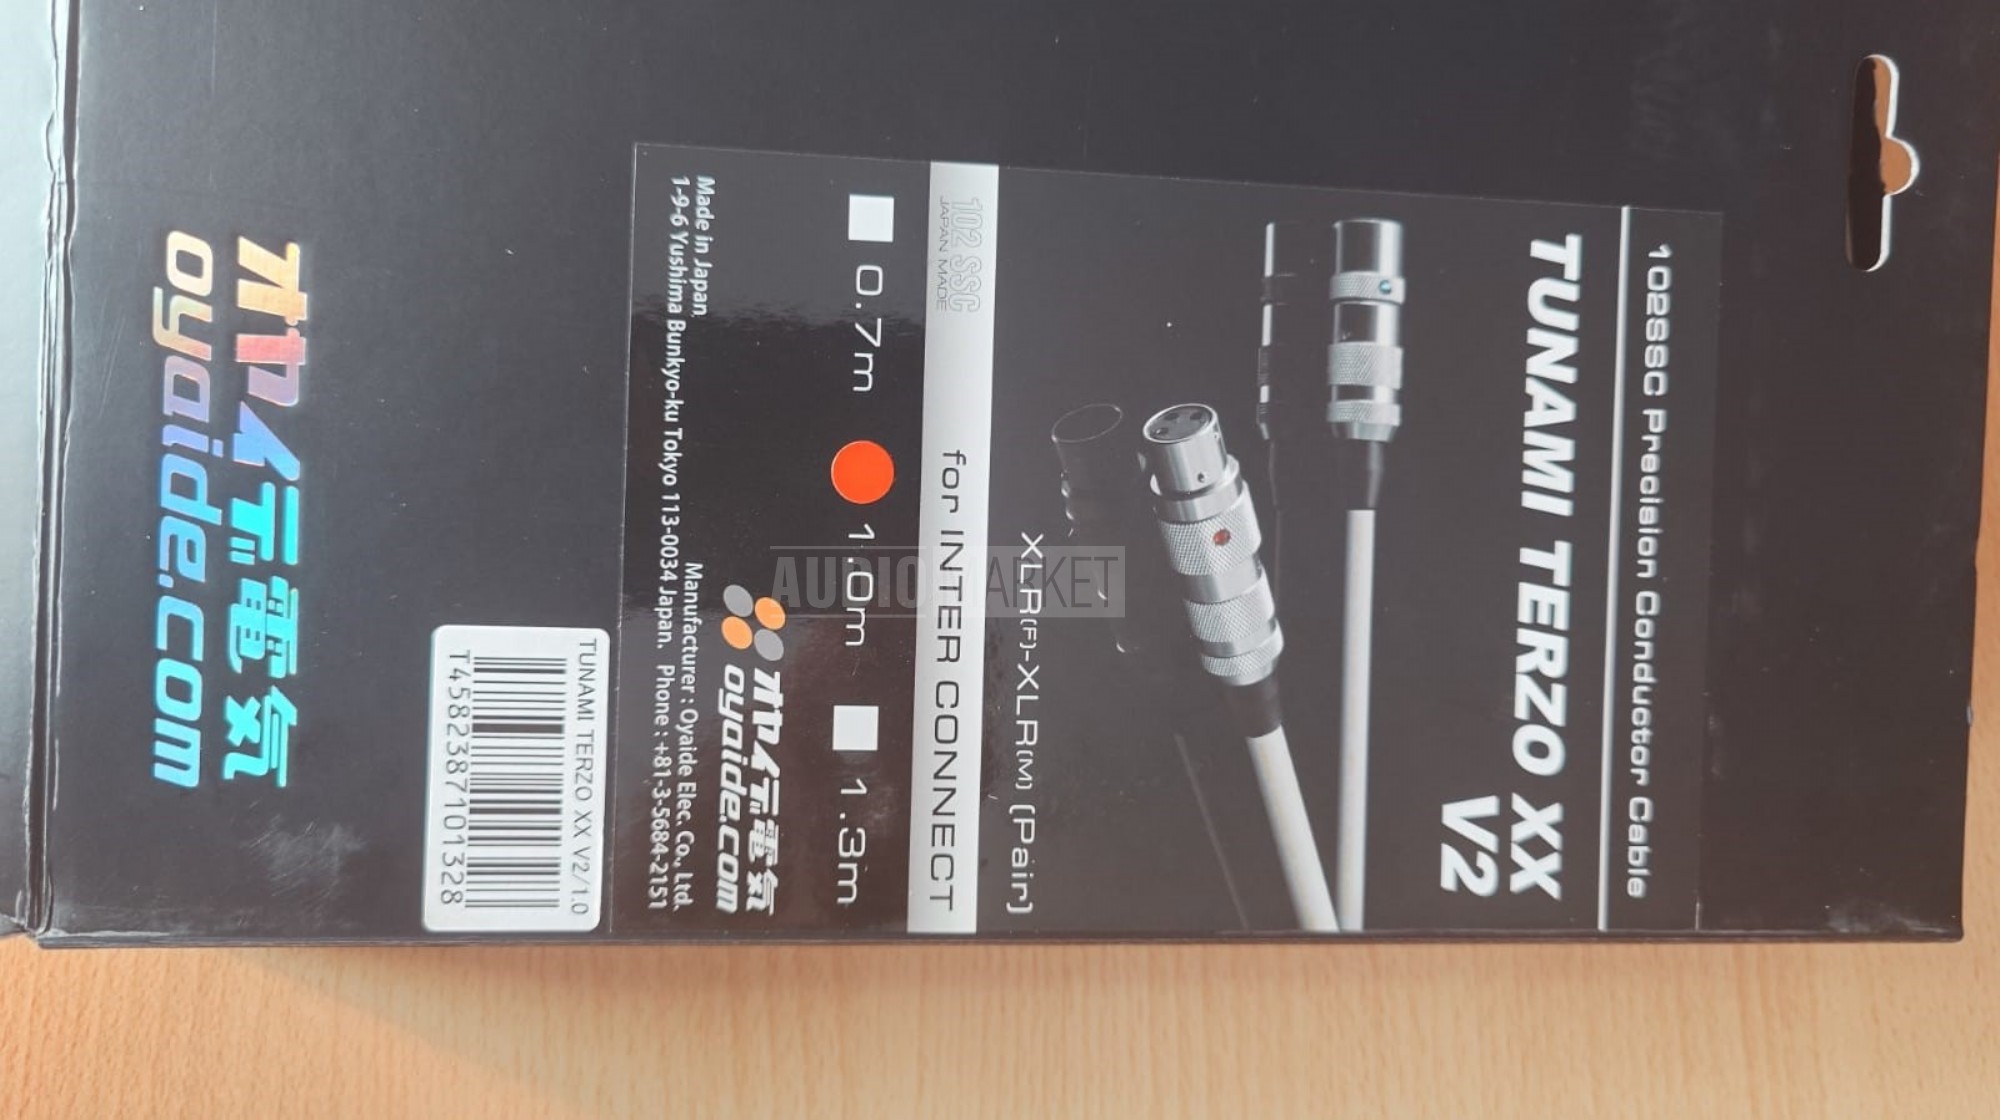 102SSC Precision Conductor Cable
TUNAMI TERZO XX
V2
XLR(F)-XLR(M) (Pair)
102 SSC
JAPAN MADE
for INTER CONNECT
0.7m
1.0m
1.3m
オヤイデ電気
oyaide.com
Made in Japan
Manufacturer : Oyaide Elec. Co., Ltd.
1-9-6 Yushima Bunkyo-ku Tokyo 113-0034 Japan. Phone : +81-3-5684-2151
TUNAMI TERZO XX V2/1.0
T4582387101328
オヤイデ電気
oyaide.com
AUDIOMARKET